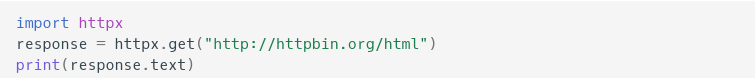 import httpx
response = httpx.get("http://httpbin.org/html")
print(response.text)